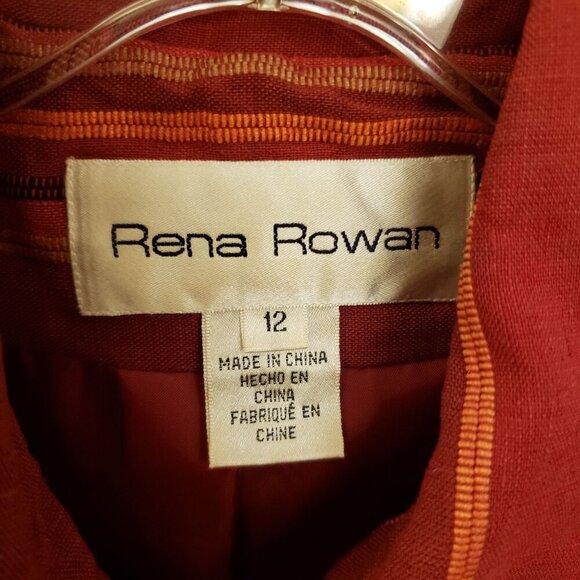 Rena Rowan
12
MADE IN CHINA
HECHO EN
CHINA
FABRIQUÉ EN
CHINE